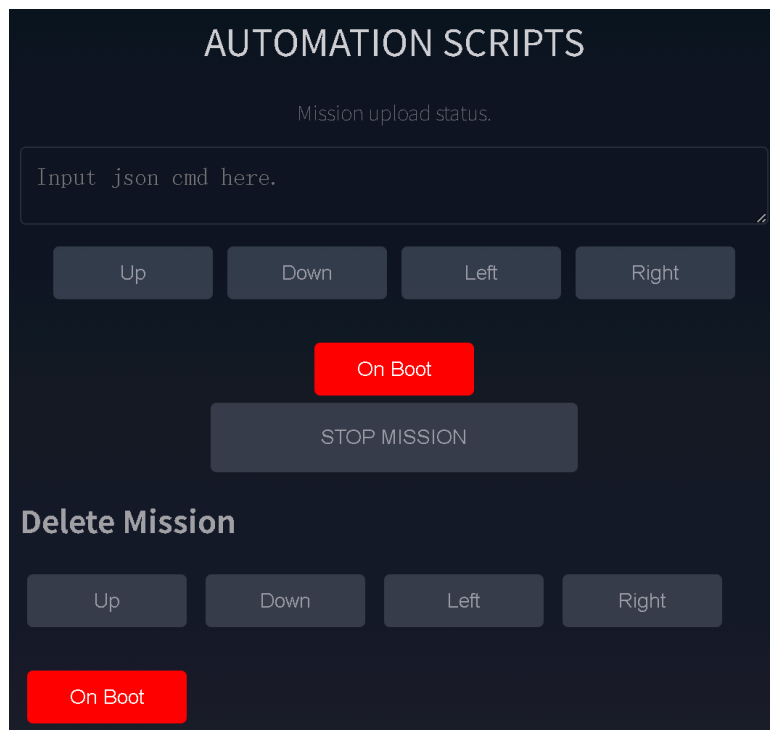 AUTOMATION SCRIPTS
Mission upload status.
Input json cmd here.
Up Down Left Right
On Boot
STOP MISSION
Delete Mission
Up Down Left Right
On Boot